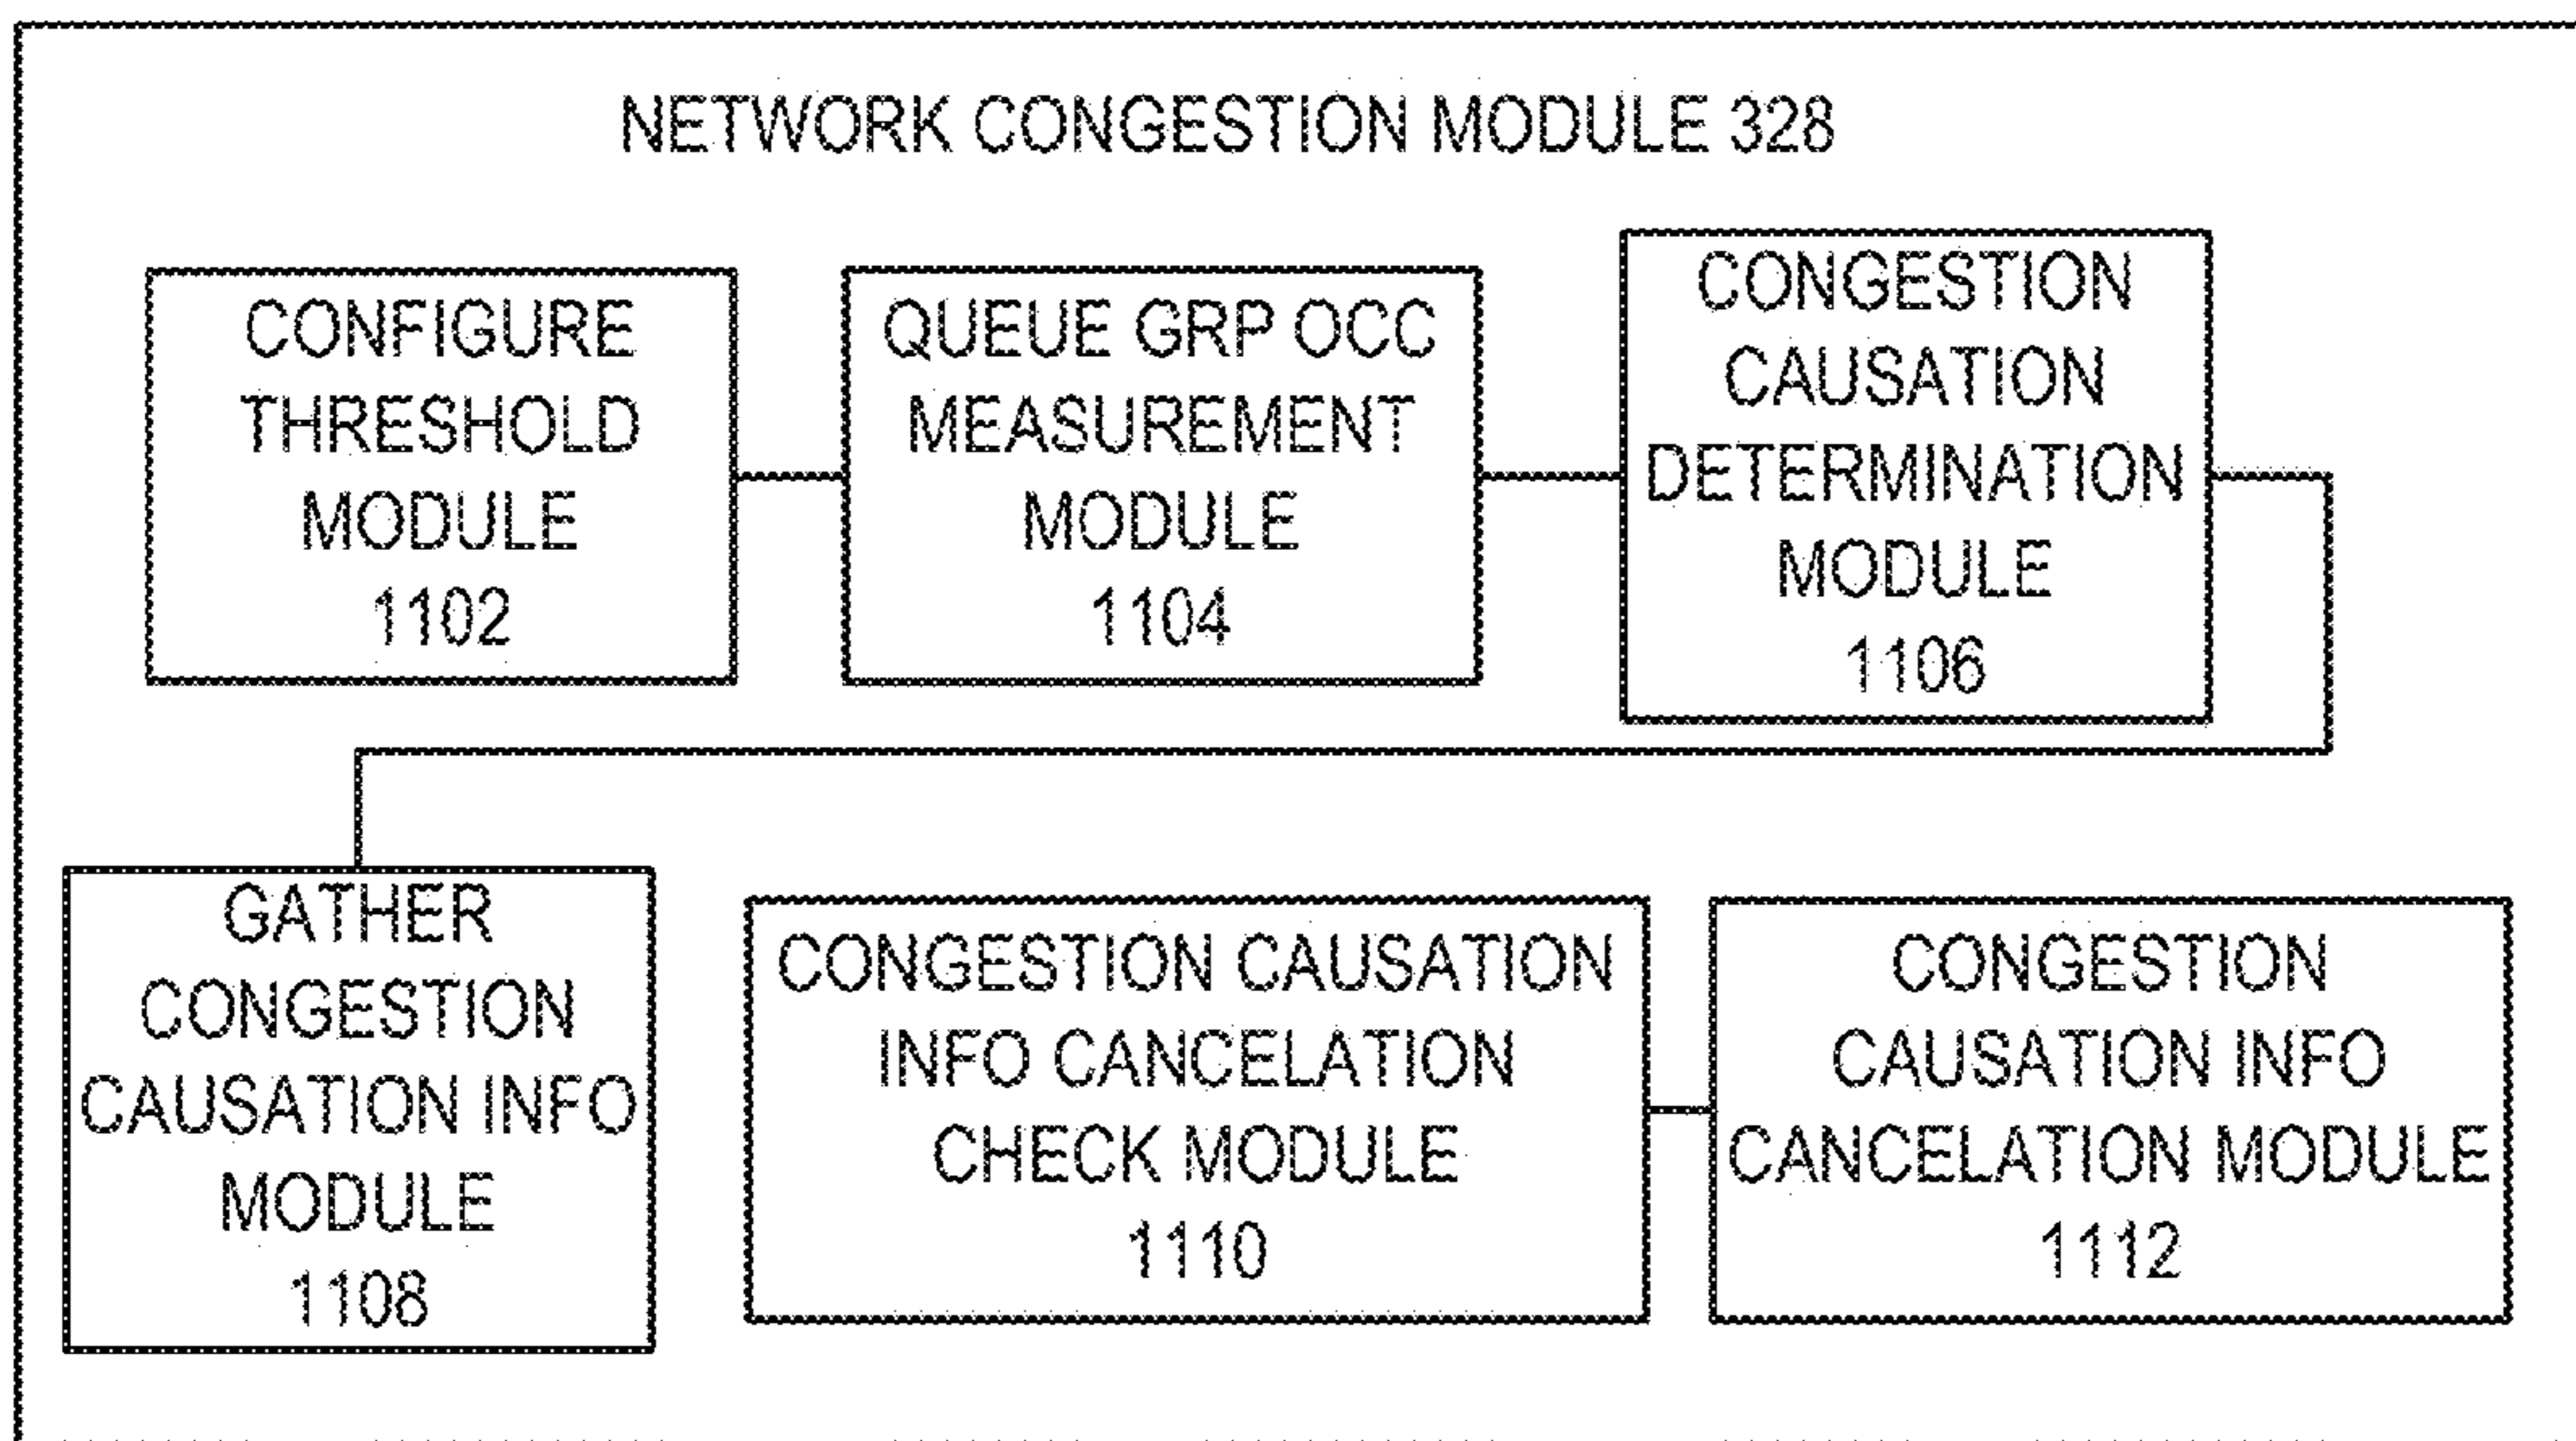 NETWORK CONGESTION MODULE 328
CONFIGURE
THRESHOLD
MODULE
1102
QUEUE GRP OCC
MEASUREMENT
MODULE
1104
CONGESTION
CAUSATION
DETERMINATION
MODULE
1106
GATHER
CONGESTION
CAUSATION INFO
MODULE
1108
CONGESTION CAUSATION
INFO CANCELATION
CHECK MODULE
1110
CONGESTION
CAUSATION INFO
CANCELATION MODULE
1112